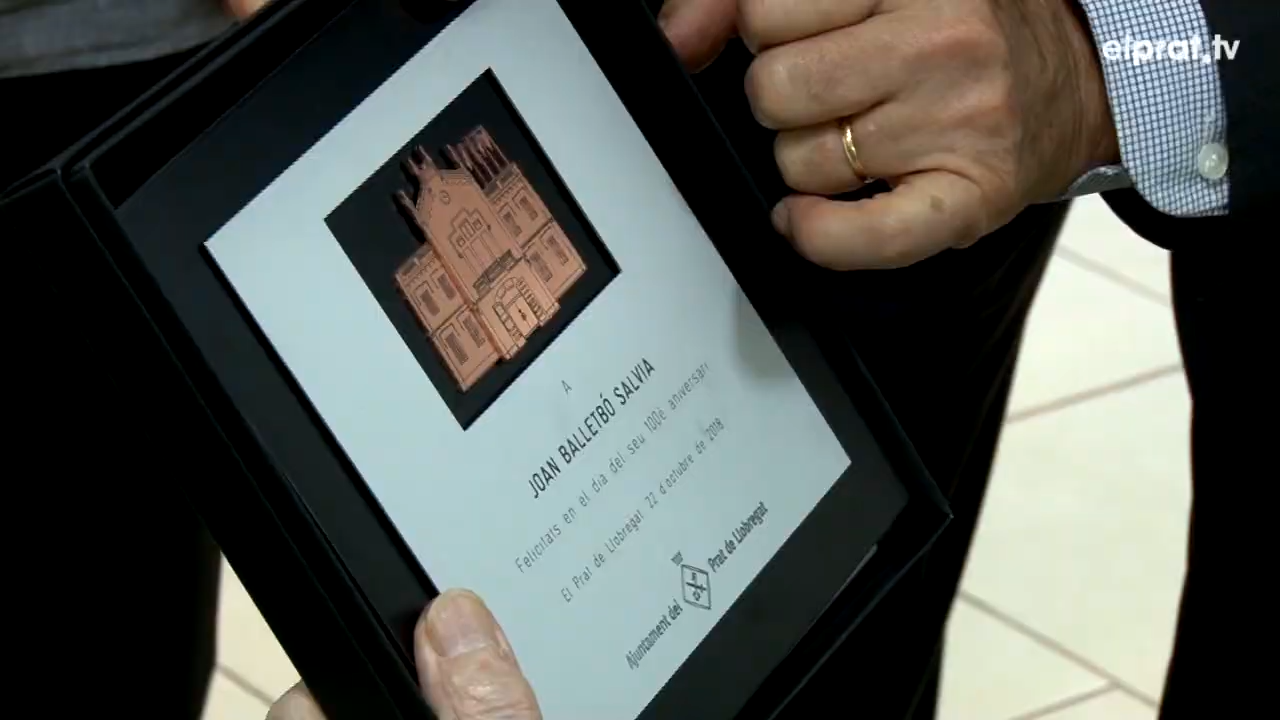 elprat.tv
A
JOAN BALLETBÓ SALVIA
Felicitats en el dia del seu 100è aniversari
El Prat de Llobregat, 22 d'octubre de 2018
Ajuntament del Prat de Llobregat